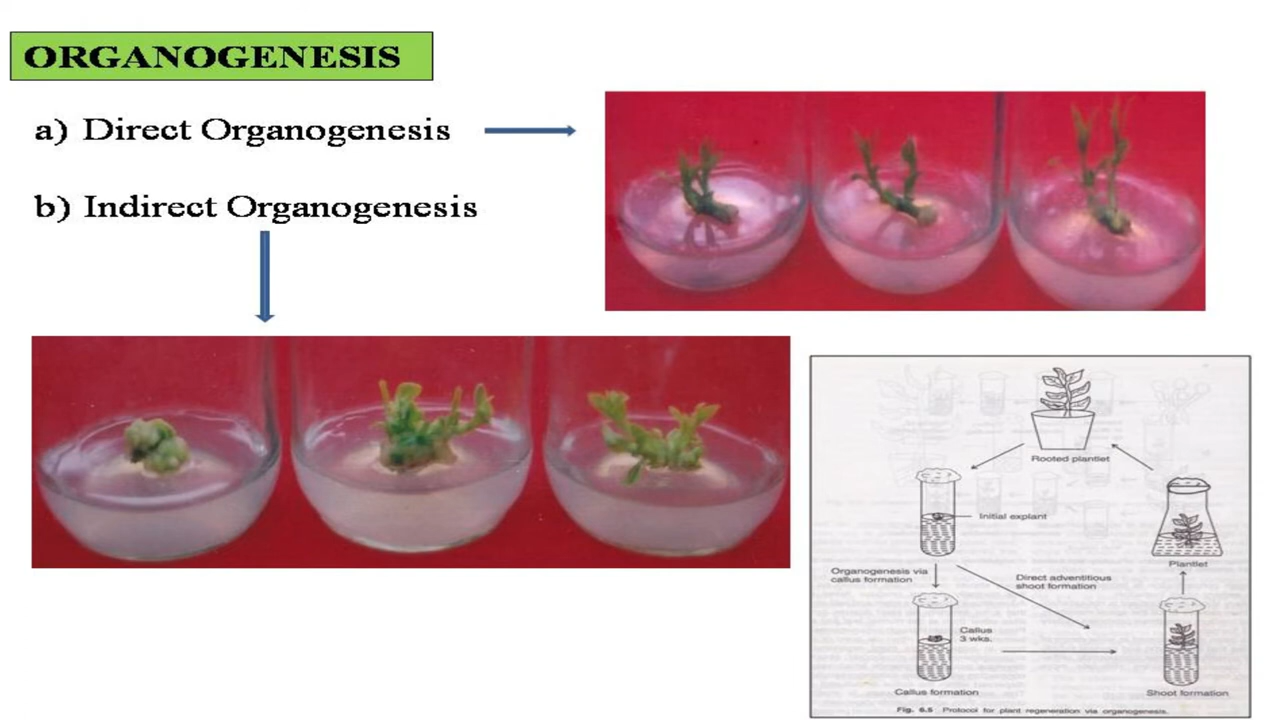 ORGANOGENESIS
a) Direct Organogenesis
b) Indirect Organogenesis
Rooted plantlet
Initial explant
Organogenesis via
callus formation
Direct adventitious
shoot formation
Plantlet
Callus
3 wks.
Callus formation
Shoot formation
Fig. 6.5 Protocol for plant regeneration via organogenesis.